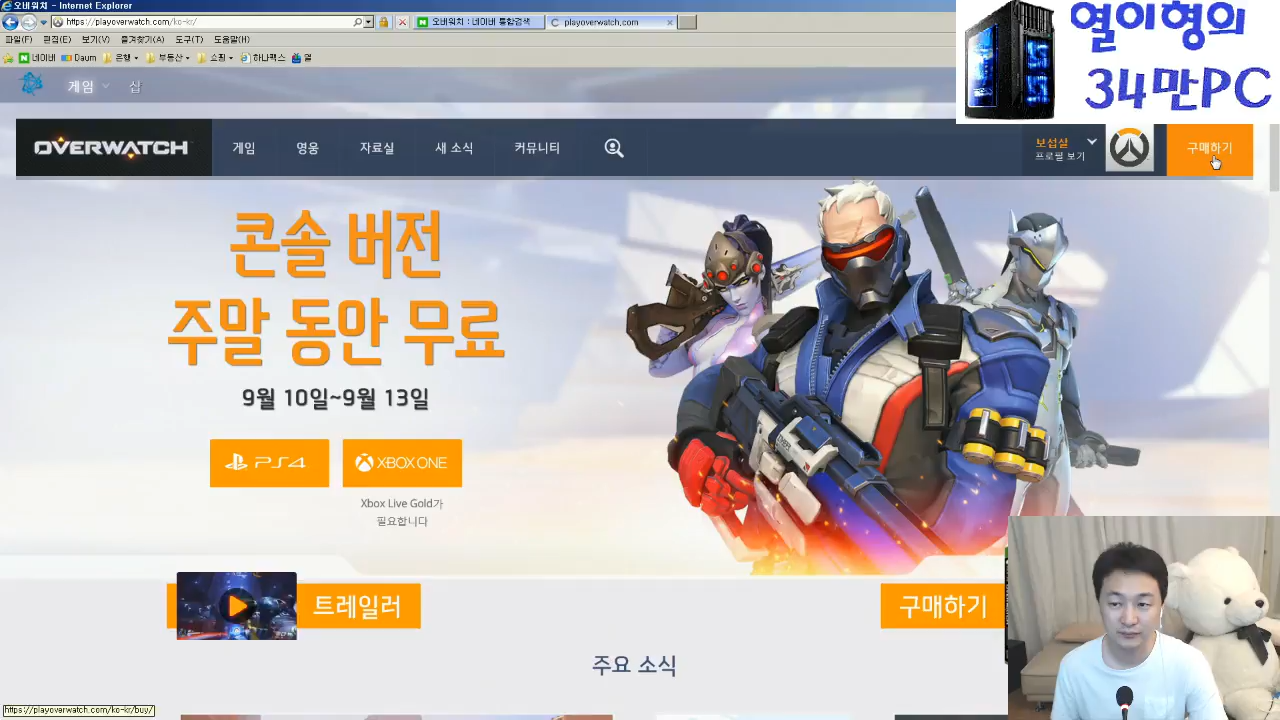 오버워치 - Internet Explorer
https://playoverwatch.com/ko-kr/
오버워치 : 네이버 통합검색
playoverwatch.com
파일(F) 편집(E) 보기(V) 즐겨찾기(A) 도구(T) 도움말(H)
네이버 Daum 은행 부동산 쇼핑 하나팩스 열
열이형의
34만PC
게임 샵
OVERWATCH 게임 영웅 자료실 새 소식 커뮤니티
보섭살
프로필 보기
구매하기
콘솔 버전
주말 동안 무료
9월 10일~9월 13일
PS4 XBOX ONE
Xbox Live Gold가
필요합니다
트레일러 구매하기
주요 소식
https://playoverwatch.com/ko-kr/buy/